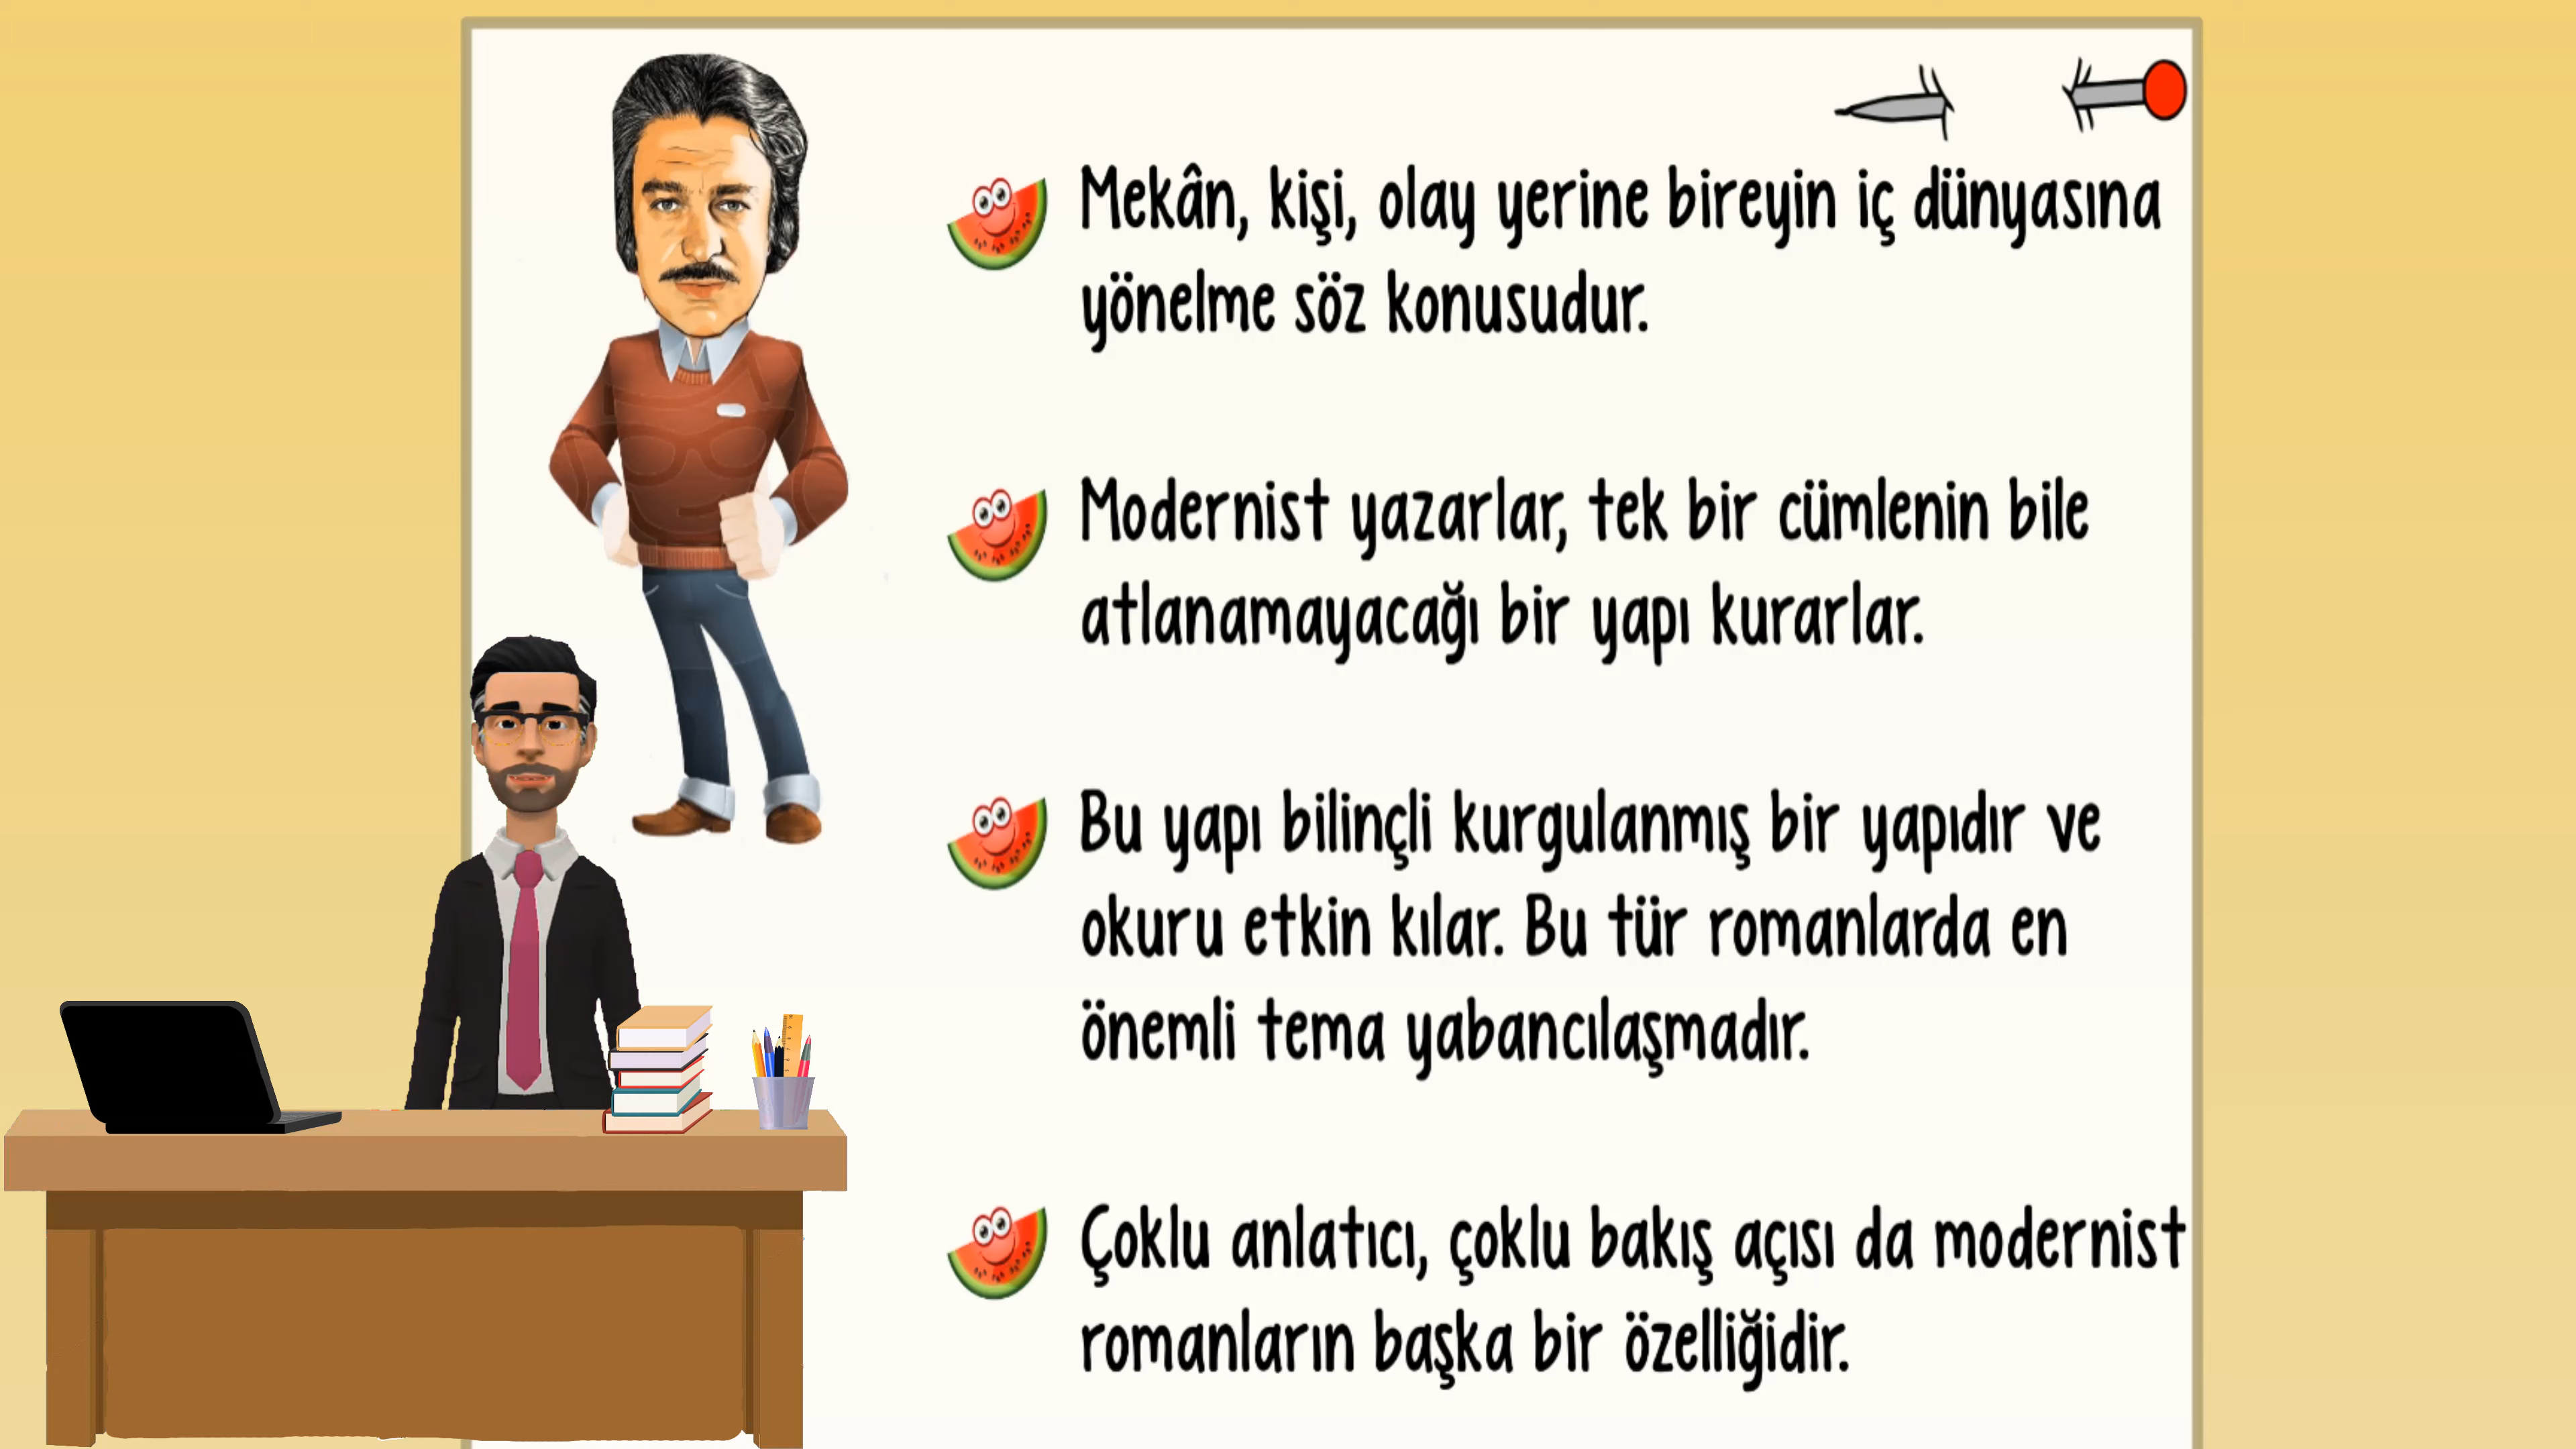 Mekân, kişi, olay yerine bireyin iç dünyasına
yönelme söz konusudur.
Modernist yazarlar, tek bir cümlenin bile
atlanamayacağı bir yapı kurarlar.
Bu yapı bilinçli kurgulanmış bir yapıdır ve
okuru etkin kılar. Bu tür romanlarda en
önemli tema yabancılaşmadır.
Çoklu anlatıcı, çoklu bakış açısı da modernist
romanların başka bir özelliğidir.